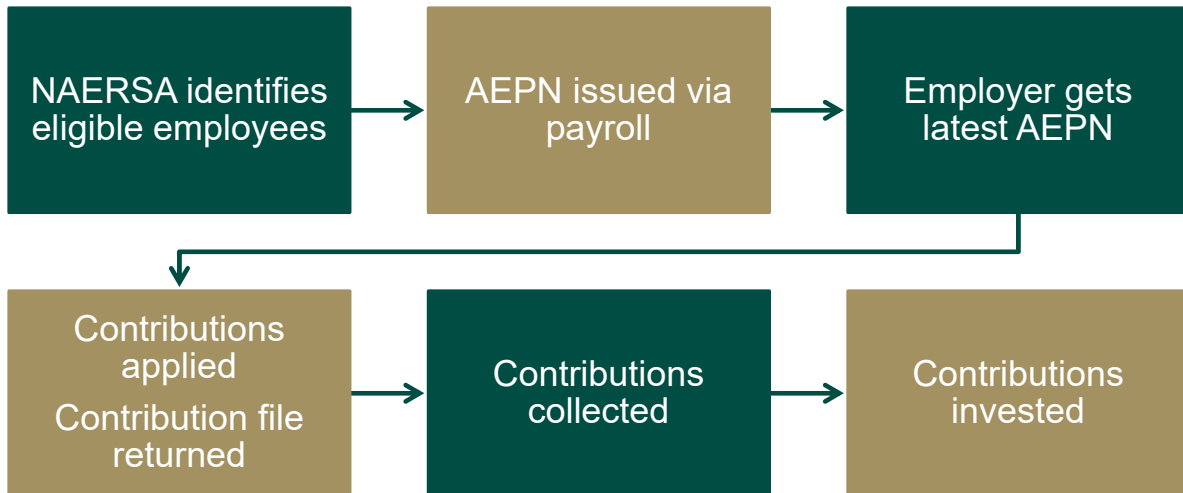 NAERSA identifies
eligible employees
AEPN issued via
payroll
Employer gets
latest AEPN
Contributions
applied
Contribution file
returned
Contributions
collected
Contributions
invested